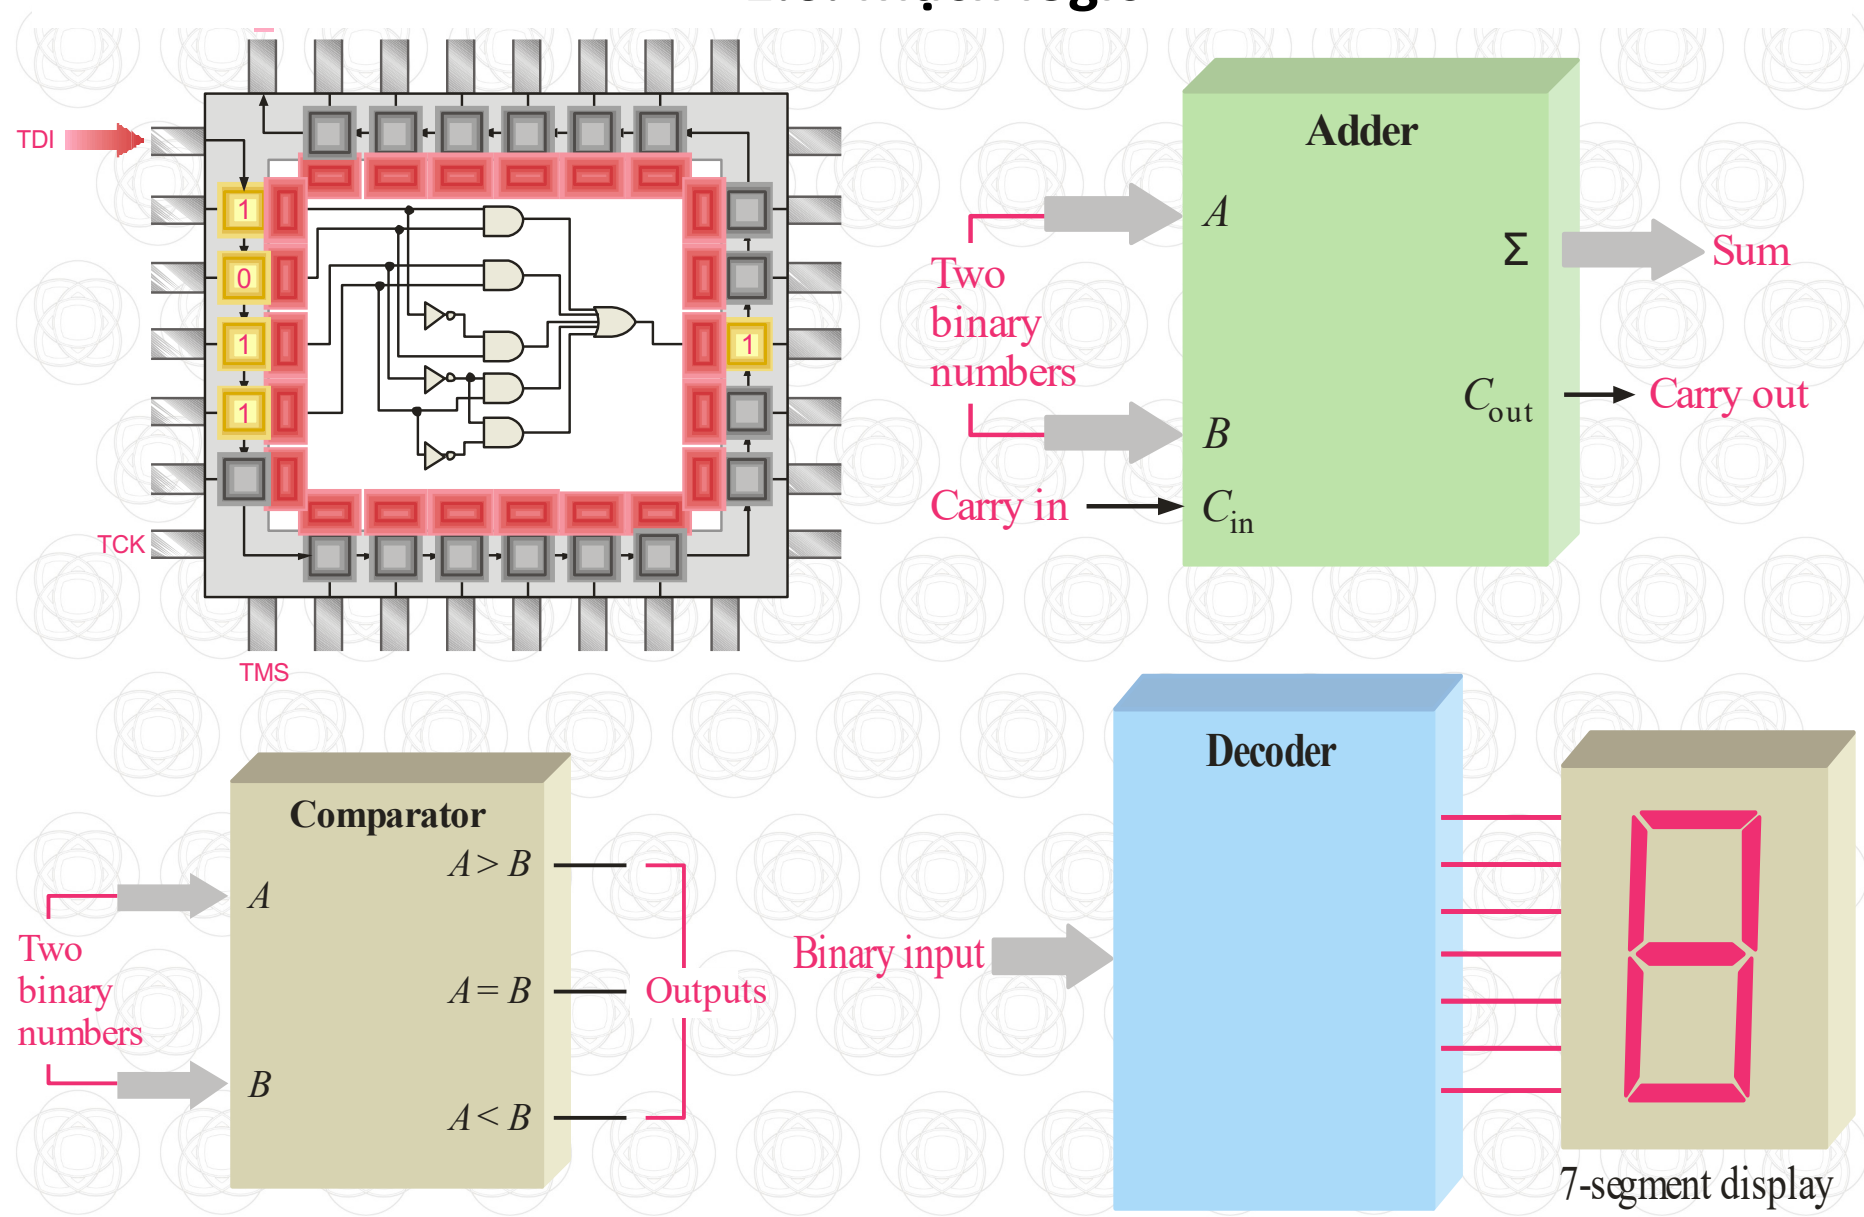 TDI
1
0
1
1
1
TCK
TMS
Adder
A
Σ
Sum
Two
binary
numbers
Cout
Carry out
B
Carry in
Cin
Comparator
A > B
A
Two
binary
numbers
A = B
Outputs
B
A < B
Decoder
Binary input
7-segment display